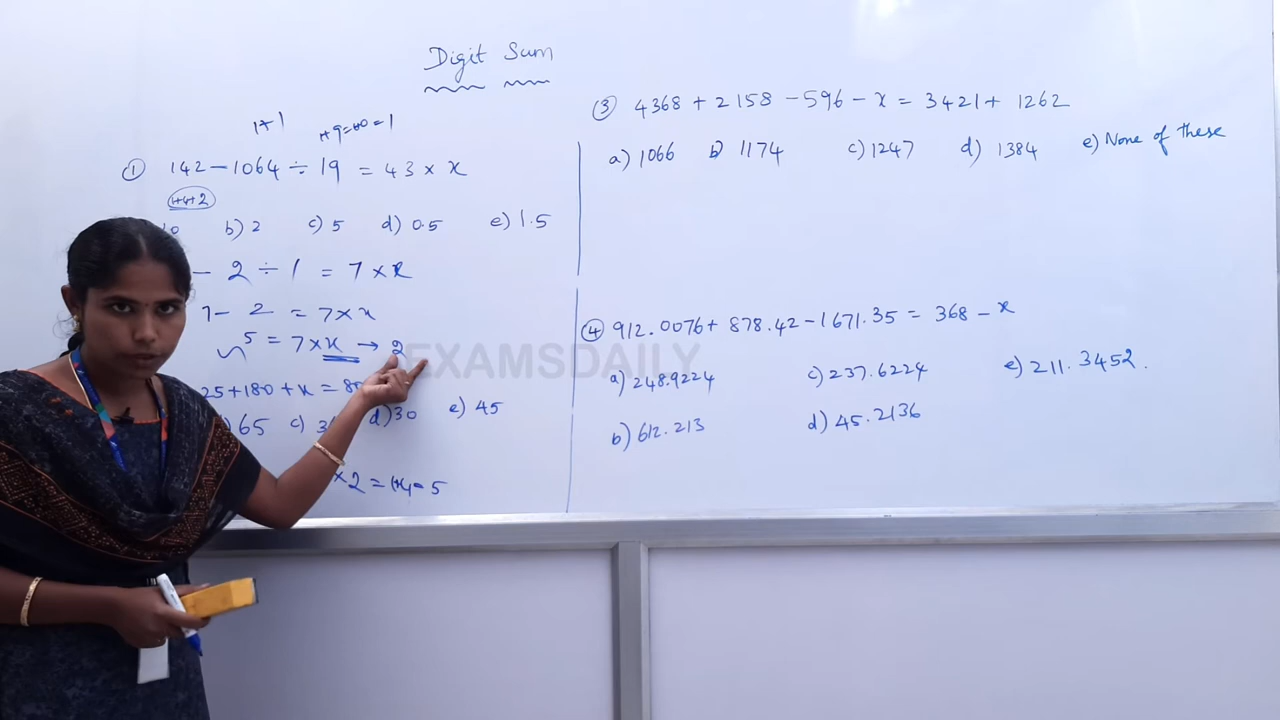 Digit Sum
1+1
+9=10=1
① 142 - 1064 ÷ 19 = 43 × x
1+4+2
b) 2 c) 5 d) 0.5 e) 1.5
- 2 ÷ 1 = 7 × x
7 - 2 = 7 × x
5 = 7 × x → 2
25 + 180 + x = 80
65 c) 3 d) 30 e) 45
× 2 = 14 = 5
③ 4368 + 2158 - 596 - x = 3421 + 1262
a) 1066 b) 1174 c) 1247 d) 1384 e) None of these
④ 912.0076 + 878.42 - 1671.35 = 368 - x
a) 248.9224 c) 237.6224 e) 211.3452.
b) 612.213 d) 45.2136
EXAMSDAILY